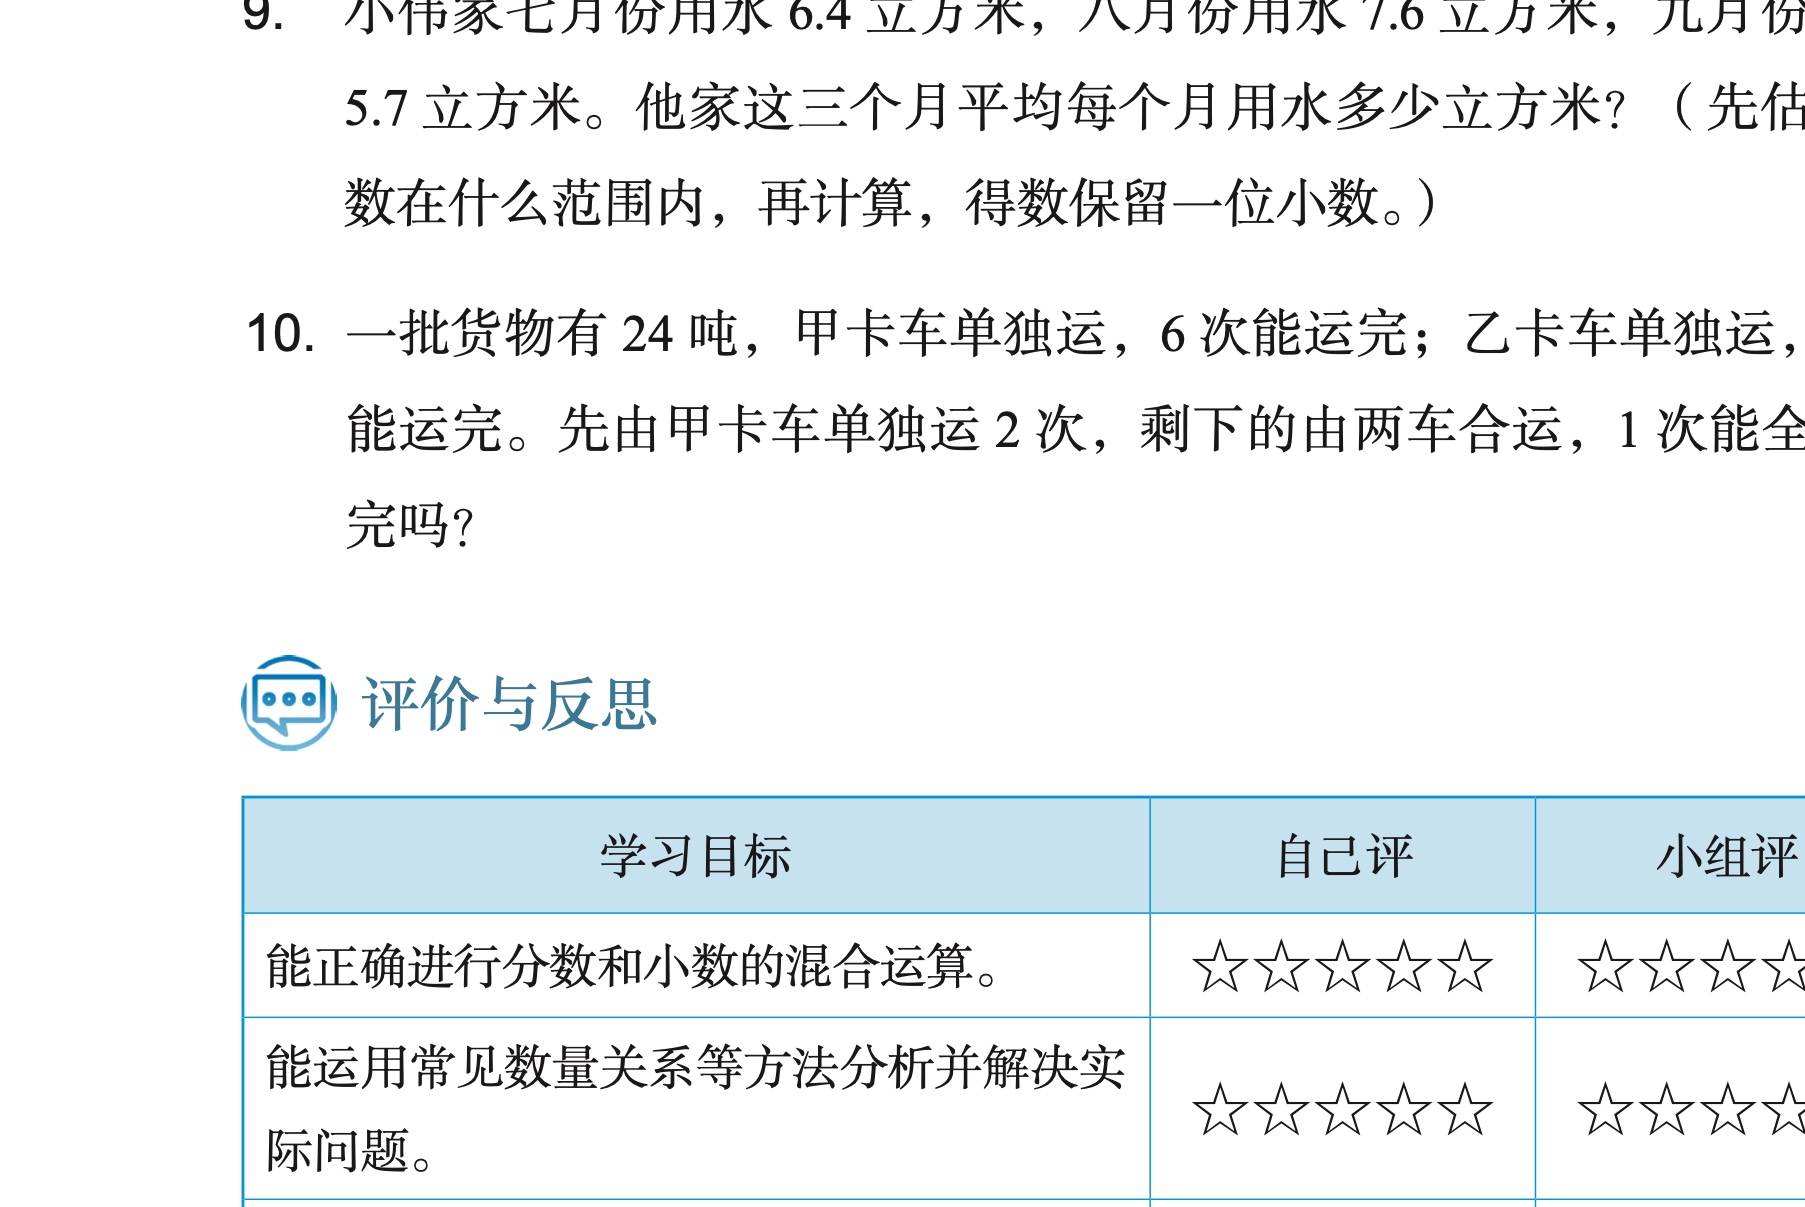 9. 小伟家七月份用水 6.4 立方米，八月份用水 7.6 立方米，九月份
5.7 立方米。他家这三个月平均每个月用水多少立方米？（先估
数在什么范围内，再计算，得数保留一位小数。）
10. 一批货物有 24 吨，甲卡车单独运，6 次能运完；乙卡车单独运，
能运完。先由甲卡车单独运 2 次，剩下的由两车合运，1 次能全
完吗？
评价与反思
学习目标 自己评 小组评
能正确进行分数和小数的混合运算。 ☆☆☆☆☆ ☆☆☆☆
能运用常见数量关系等方法分析并解决实
际问题。 ☆☆☆☆☆ ☆☆☆☆